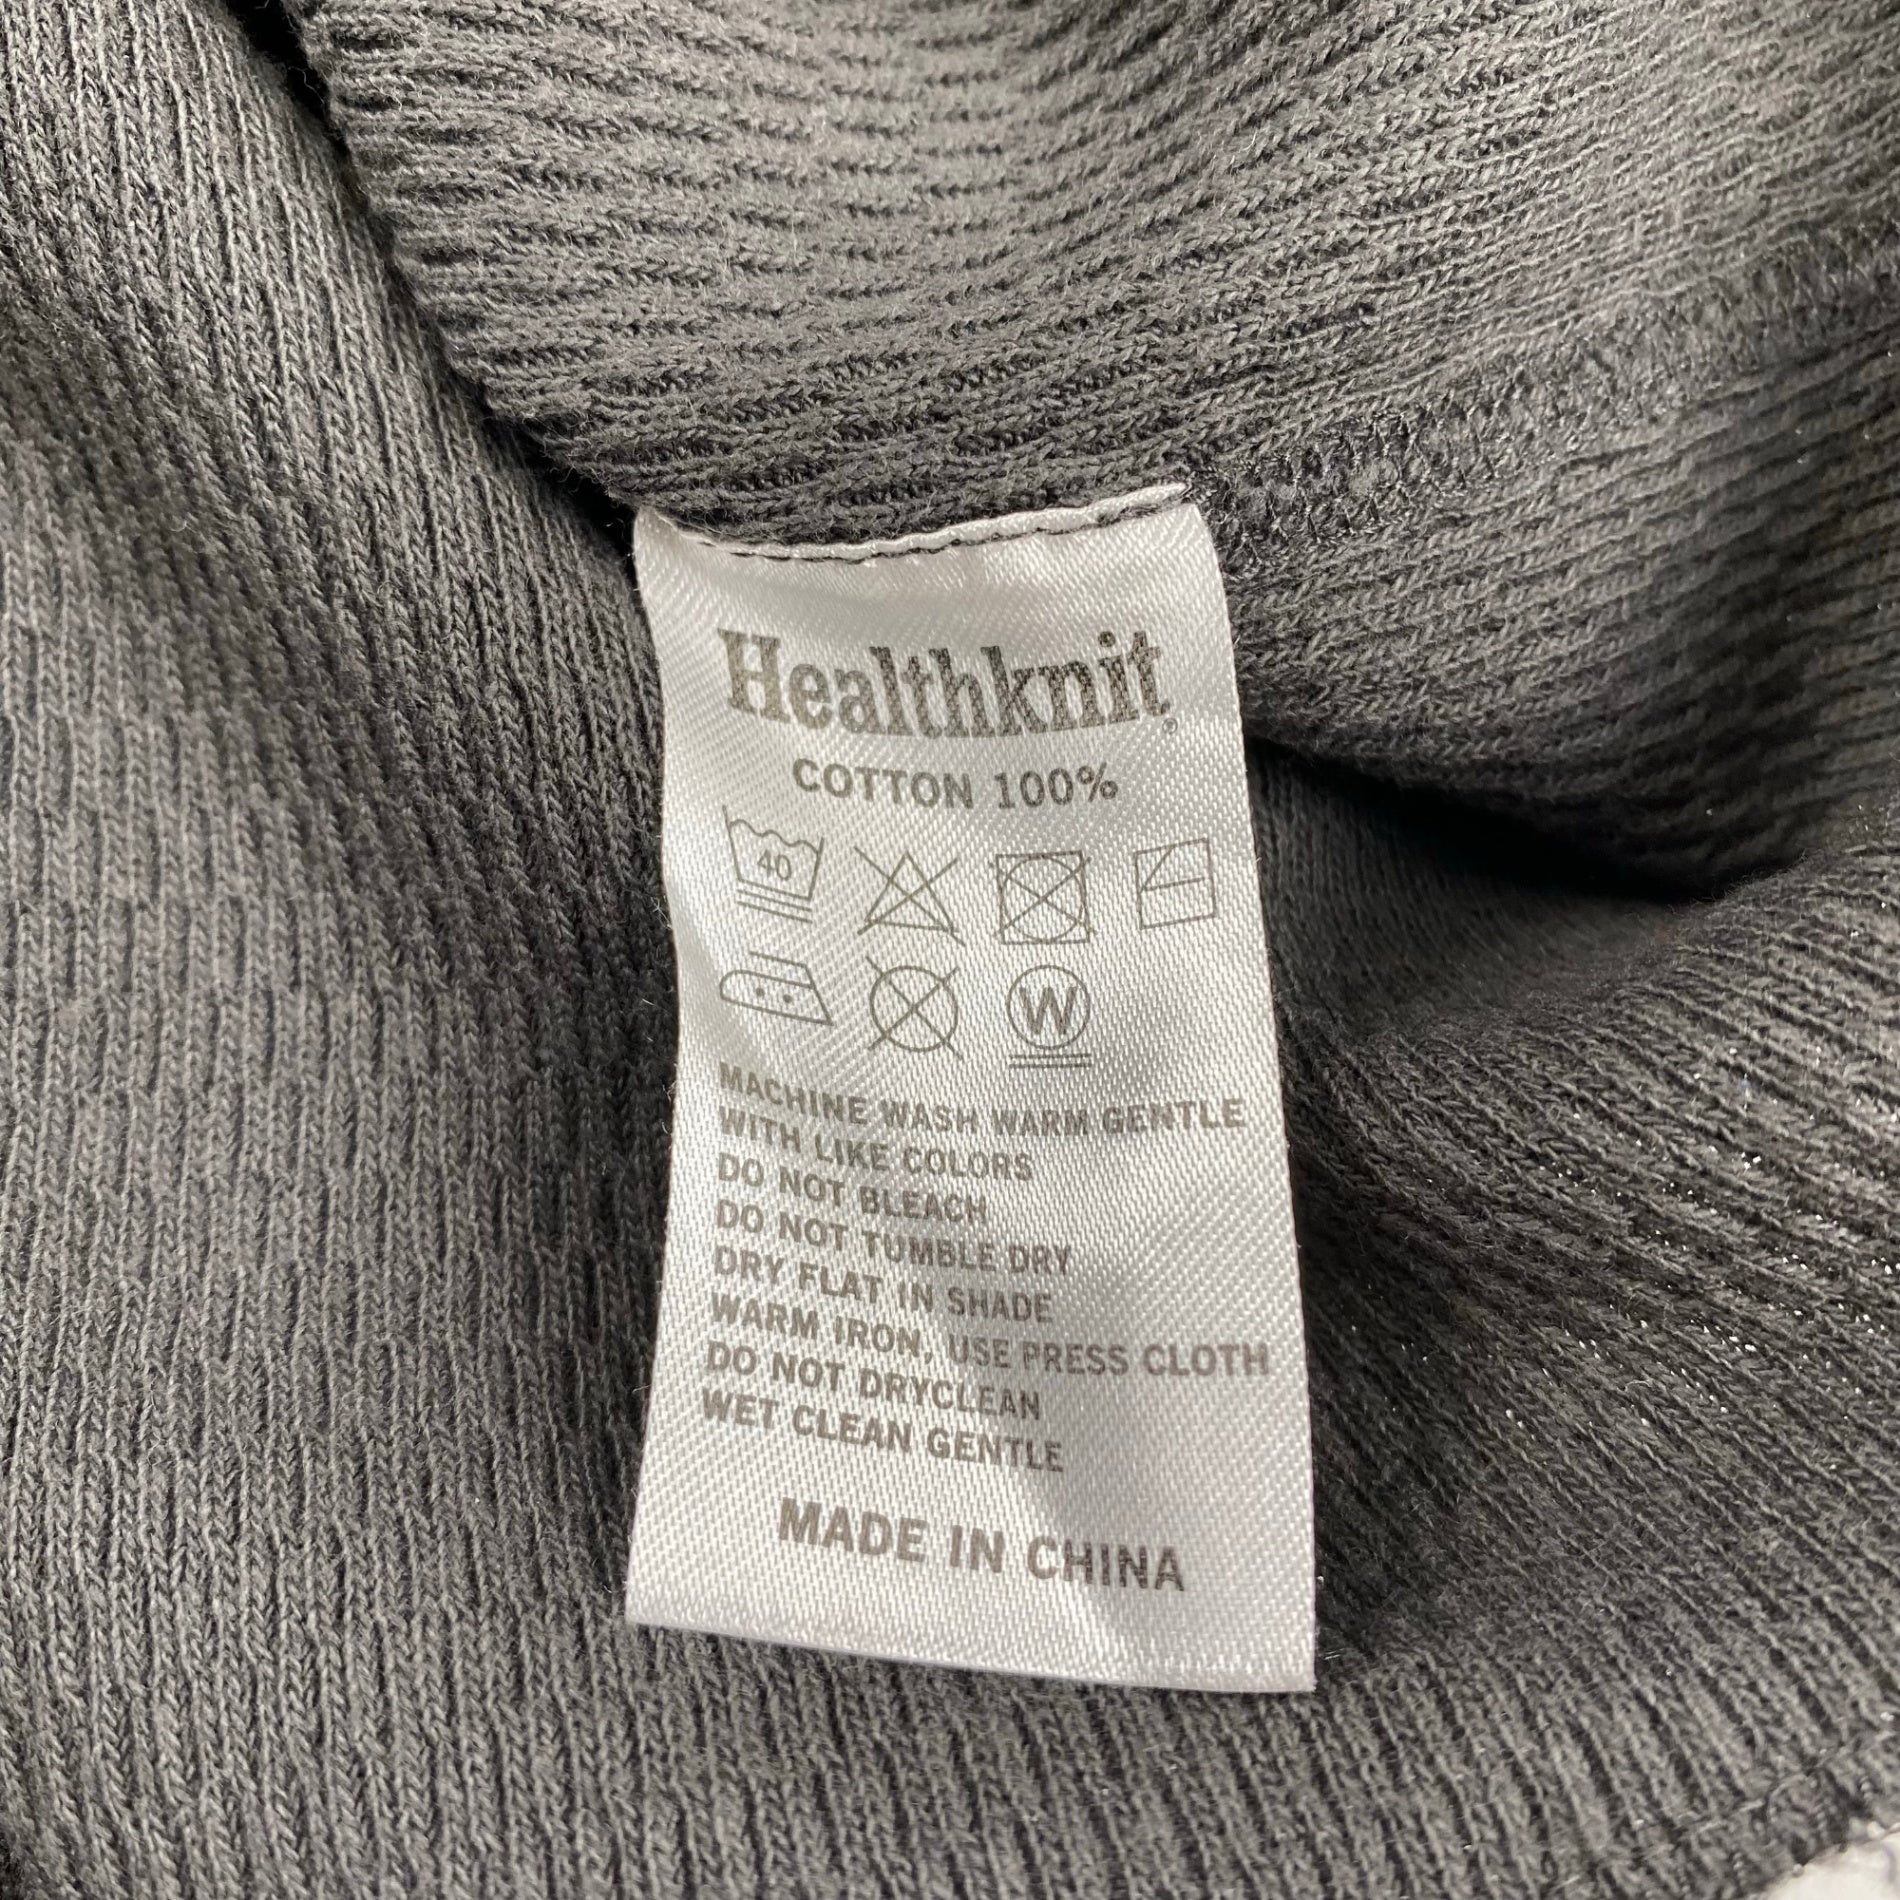 Healthknit®
COTTON 100%
40
W
MACHINE WASH WARM GENTLE
WITH LIKE COLORS
DO NOT BLEACH
DO NOT TUMBLE DRY
DRY FLAT IN SHADE
WARM IRON, USE PRESS CLOTH
DO NOT DRYCLEAN
WET CLEAN GENTLE
MADE IN CHINA